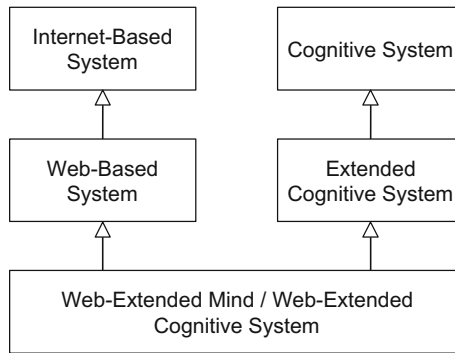 Internet-Based
System
Cognitive System
Web-Based
System
Extended
Cognitive System
Web-Extended Mind / Web-Extended
Cognitive System